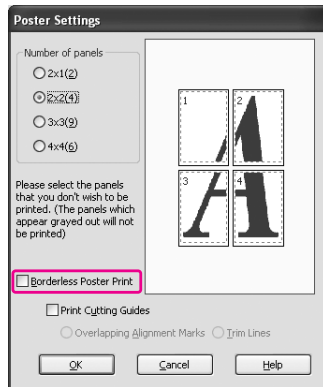 Poster Settings
Number of panels
2x1(2)
2x2(4)
3x3(9)
4x4(6)
1
2
3
4
Please select the panels
that you don't wish to be
printed. (The panels which
appear grayed out will not
be printed)
Borderless Poster Print
Print Cutting Guides
Overlapping Alignment Marks
Trim Lines
OK
Cancel
Help